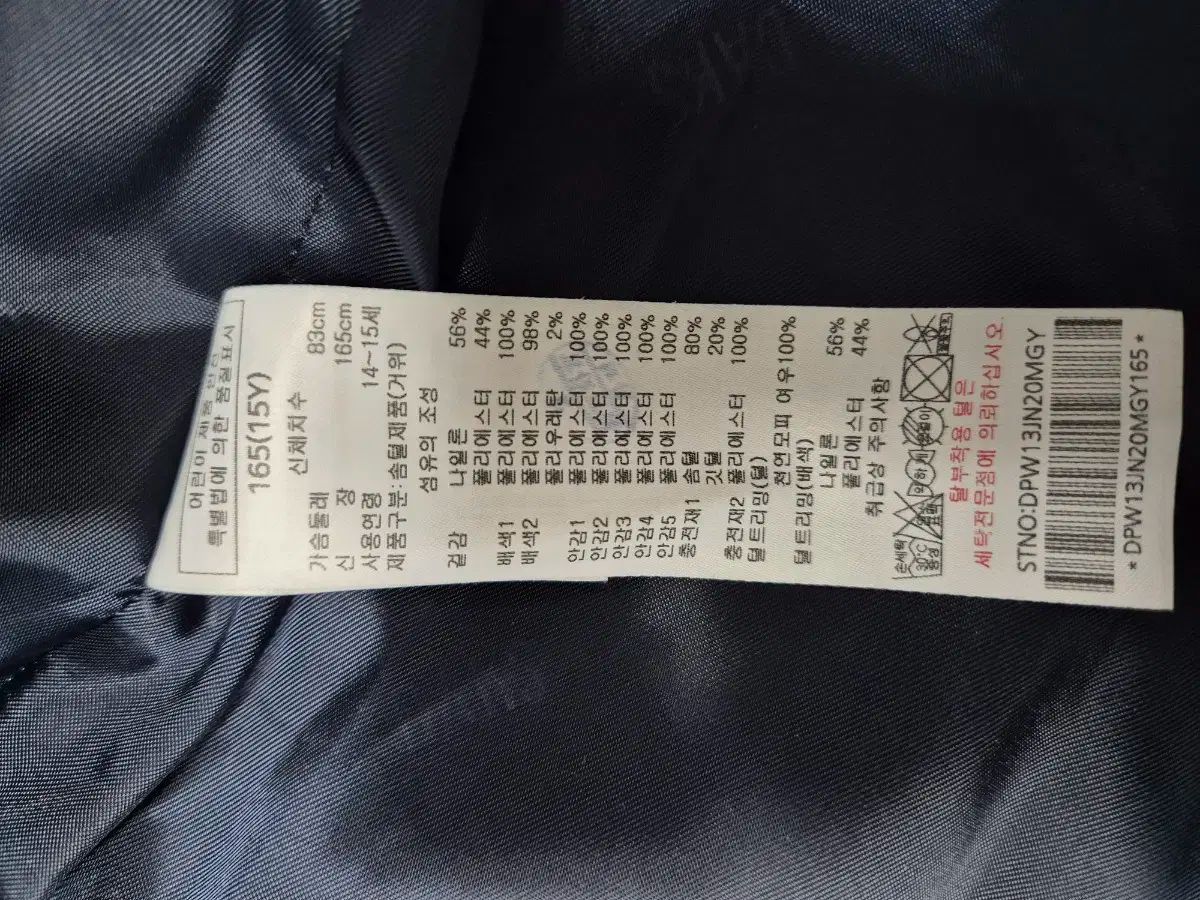 어린이 제품 안전
특별법에 의한 품질표시
165(15Y)
신체치수
가슴둘레 83cm
신 장 165cm
사용연령 14~15세
제품구분:솜털제품(거위)
섬유의 조성
겉감 나일론 56%
폴리에스터 44%
배색1 폴리에스터 100%
배색2 폴리에스터 98%
폴리우레탄 2%
안감1 폴리에스터 100%
안감2 폴리에스터 100%
안감3 폴리에스터 100%
안감4 폴리에스터 100%
안감5 폴리에스터 100%
충전재1 솜털 80%
깃털 20%
충전재2 폴리에스터 100%
털트리밍(털)
천연모피 여우100%
털트리밍(배색)
나일론 56%
폴리에스터 44%
취급상 주의사항
손세탁
30℃
중성
약하게
탈부착용 털은
세탁전문점에 의뢰하십시오
STNO:DPW13JN20MGY
*DPW13JN20MGY165*